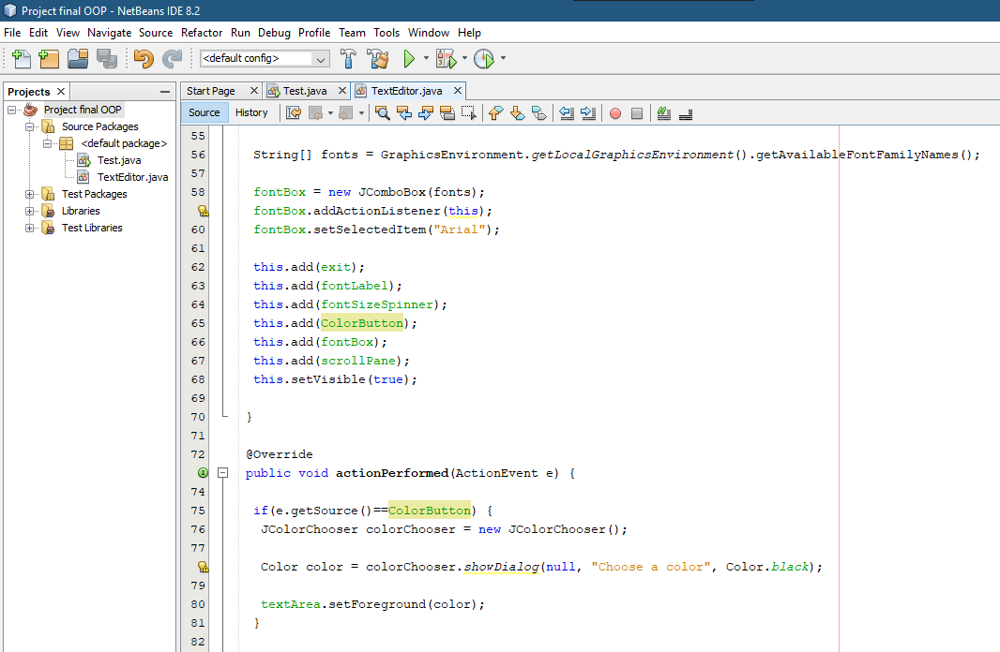 Project final OOP - NetBeans IDE 8.2
File Edit View Navigate Source Refactor Run Debug Profile Team Tools Window Help
<default config>
Projects
Project final OOP
Source Packages
<default package>
Test.java
TextEditor.java
Test Packages
Libraries
Test Libraries
Start Page Test.java TextEditor.java
Source History
55
56 String[] fonts = GraphicsEnvironment.getLocalGraphicsEnvironment().getAvailableFontFamilyNames();
57
58 fontBox = new JComboBox(fonts);
fontBox.addActionListener(this);
60 fontBox.setSelectedItem("Arial");
61
62 this.add(exit);
63 this.add(fontLabel);
64 this.add(fontSizeSpinner);
65 this.add(ColorButton);
66 this.add(fontBox);
67 this.add(scrollPane);
68 this.setVisible(true);
69
70 }
71
72 @Override
public void actionPerformed(ActionEvent e) {
74
75 if(e.getSource()==ColorButton) {
76 JColorChooser colorChooser = new JColorChooser();
77
Color color = colorChooser.showDialog(null, "Choose a color", Color.black);
79
80 textArea.setForeground(color);
81 }
82